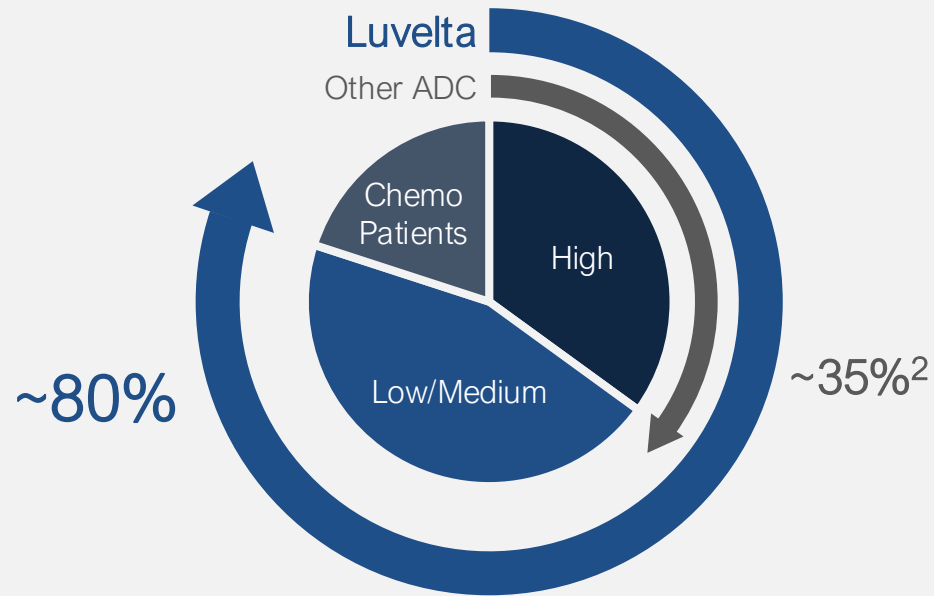 Luvelta
Other ADC
Chemo
Patients
High
Low/Medium
~80%
~35%²